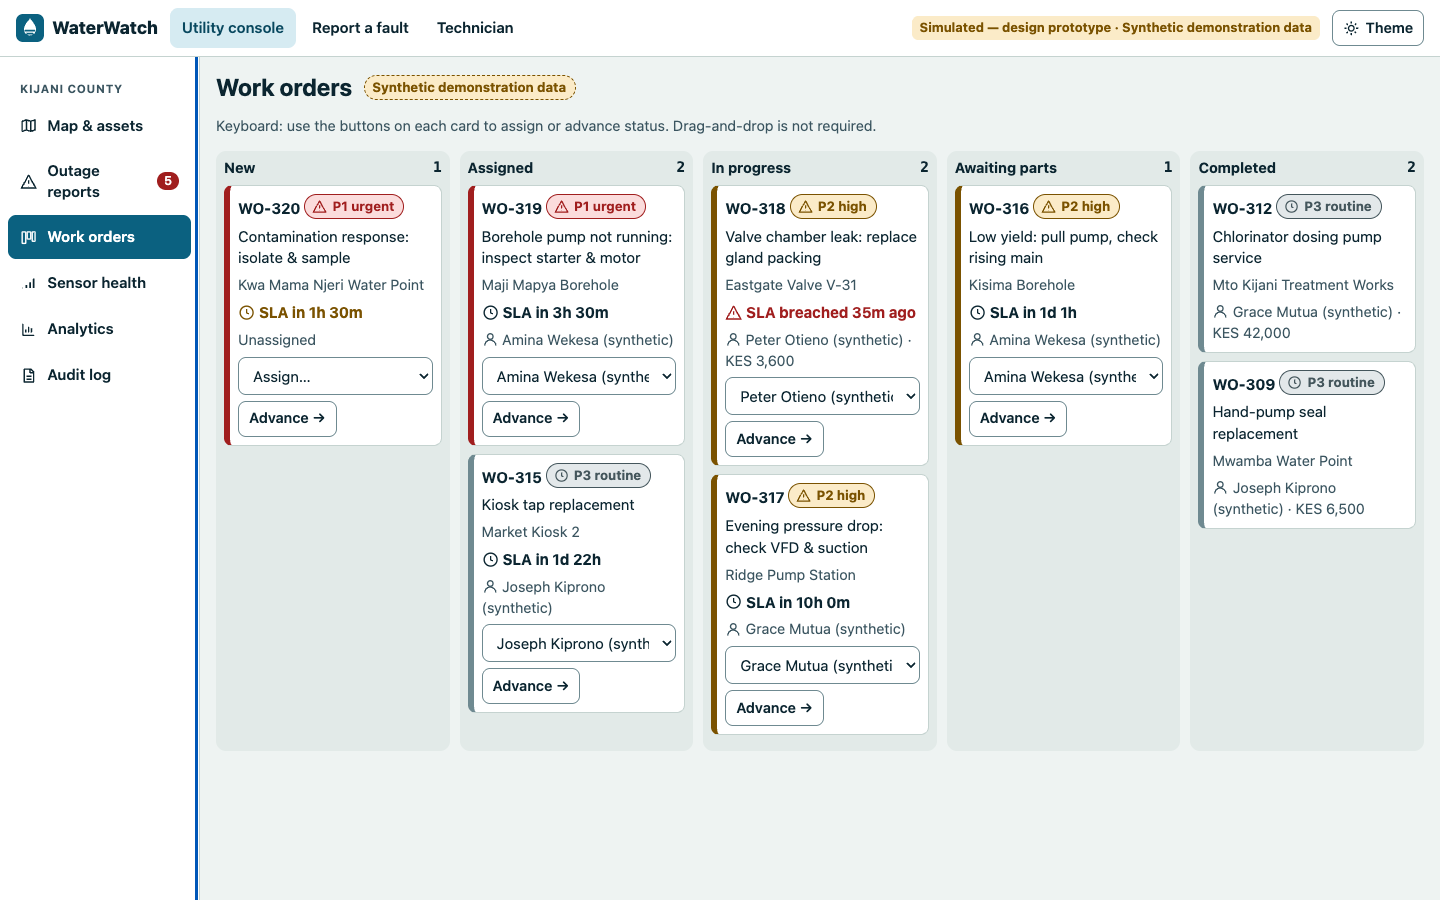 WaterWatch
Utility console
Report a fault
Technician
Simulated — design prototype · Synthetic demonstration data
Theme
KIJANI COUNTY
Map & assets
Outage
reports
5
Work orders
Sensor health
Analytics
Audit log
Work orders
Synthetic demonstration data
Keyboard: use the buttons on each card to assign or advance status. Drag-and-drop is not required.
New 1
WO-320 P1 urgent
Contamination response:
isolate & sample
Kwa Mama Njeri Water Point
SLA in 1h 30m
Unassigned
Assign...
Advance →
Assigned 2
WO-319 P1 urgent
Borehole pump not running:
inspect starter & motor
Maji Mapya Borehole
SLA in 3h 30m
Amina Wekesa (synthetic)
Amina Wekesa (synthe
Advance →
WO-315 P3 routine
Kiosk tap replacement
Market Kiosk 2
SLA in 1d 22h
Joseph Kiprono
(synthetic)
Joseph Kiprono (synth
Advance →
In progress 2
WO-318 P2 high
Valve chamber leak: replace
gland packing
Eastgate Valve V-31
SLA breached 35m ago
Peter Otieno (synthetic) ·
KES 3,600
Peter Otieno (synthetic
Advance →
WO-317 P2 high
Evening pressure drop:
check VFD & suction
Ridge Pump Station
SLA in 10h 0m
Grace Mutua (synthetic)
Grace Mutua (syntheti
Advance →
Awaiting parts 1
WO-316 P2 high
Low yield: pull pump, check
rising main
Kisima Borehole
SLA in 1d 1h
Amina Wekesa (synthetic)
Amina Wekesa (synthe
Advance →
Completed 2
WO-312 P3 routine
Chlorinator dosing pump
service
Mto Kijani Treatment Works
Grace Mutua (synthetic) ·
KES 42,000
WO-309 P3 routine
Hand-pump seal
replacement
Mwamba Water Point
Joseph Kiprono
(synthetic) · KES 6,500